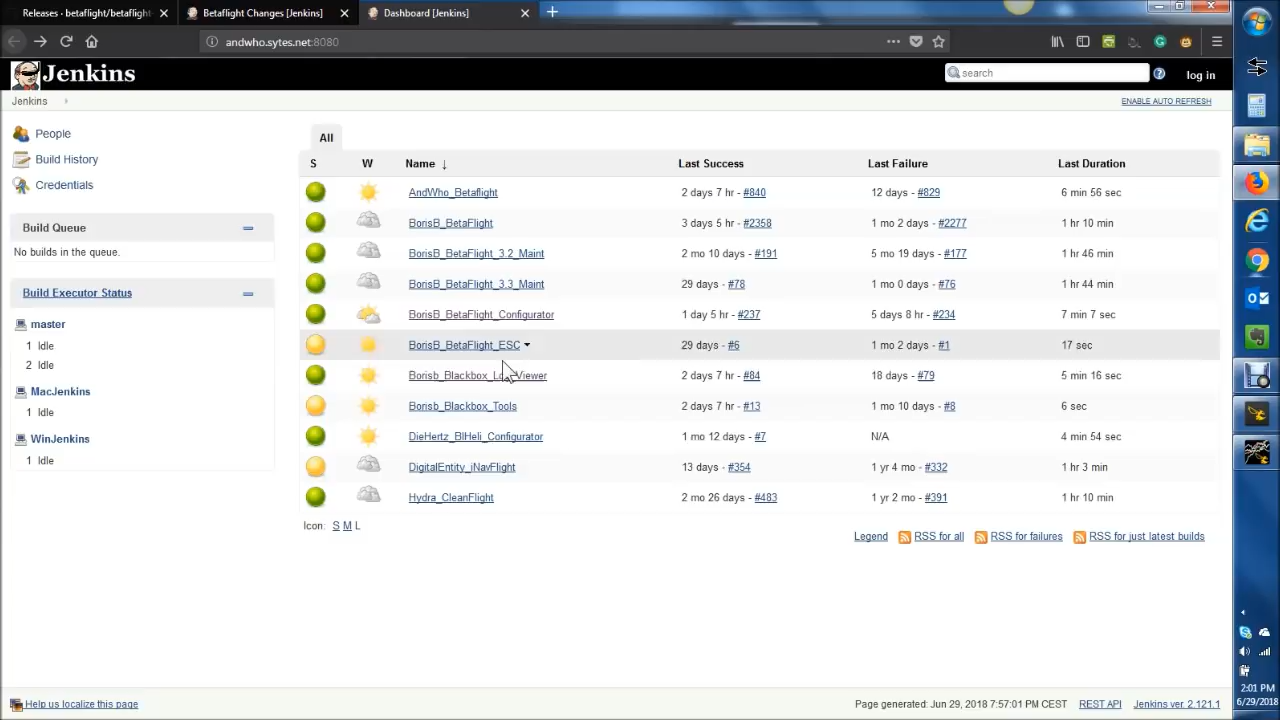 Releases · betaflight/betaflight
Betaflight Changes [Jenkins]
Dashboard [Jenkins]
andwho.sytes.net:8080
Jenkins
search
log in
Jenkins
ENABLE AUTO REFRESH
People
Build History
Credentials
Build Queue
No builds in the queue.
Build Executor Status
master
1 Idle
2 Idle
MacJenkins
1 Idle
WinJenkins
1 Idle
All
S W Name ↓ Last Success Last Failure Last Duration
AndWho_Betaflight 2 days 7 hr - #840 12 days - #829 6 min 56 sec
BorisB_BetaFlight 3 days 5 hr - #2358 1 mo 2 days - #2277 1 hr 10 min
BorisB_BetaFlight_3.2_Maint 2 mo 10 days - #191 5 mo 19 days - #177 1 hr 46 min
BorisB_BetaFlight_3.3_Maint 29 days - #78 1 mo 0 days - #76 1 hr 44 min
BorisB_BetaFlight_Configurator 1 day 5 hr - #237 5 days 8 hr - #234 7 min 7 sec
BorisB_BetaFlight_ESC 29 days - #6 1 mo 2 days - #1 17 sec
Borisb_Blackbox_Lo Viewer 2 days 7 hr - #84 18 days - #79 5 min 16 sec
Borisb_Blackbox_Tools 2 days 7 hr - #13 1 mo 10 days - #8 6 sec
DieHertz_BlHeli_Configurator 1 mo 12 days - #7 N/A 4 min 54 sec
DigitalEntity_iNavFlight 13 days - #354 1 yr 4 mo - #332 1 hr 3 min
Hydra_CleanFlight 2 mo 26 days - #483 1 yr 2 mo - #391 1 hr 10 min
Icon: S M L
Legend RSS for all RSS for failures RSS for just latest builds
Help us localize this page
Page generated: Jun 29, 2018 7:57:01 PM CEST REST API Jenkins ver. 2.121.1
2:01 PM
6/29/2018